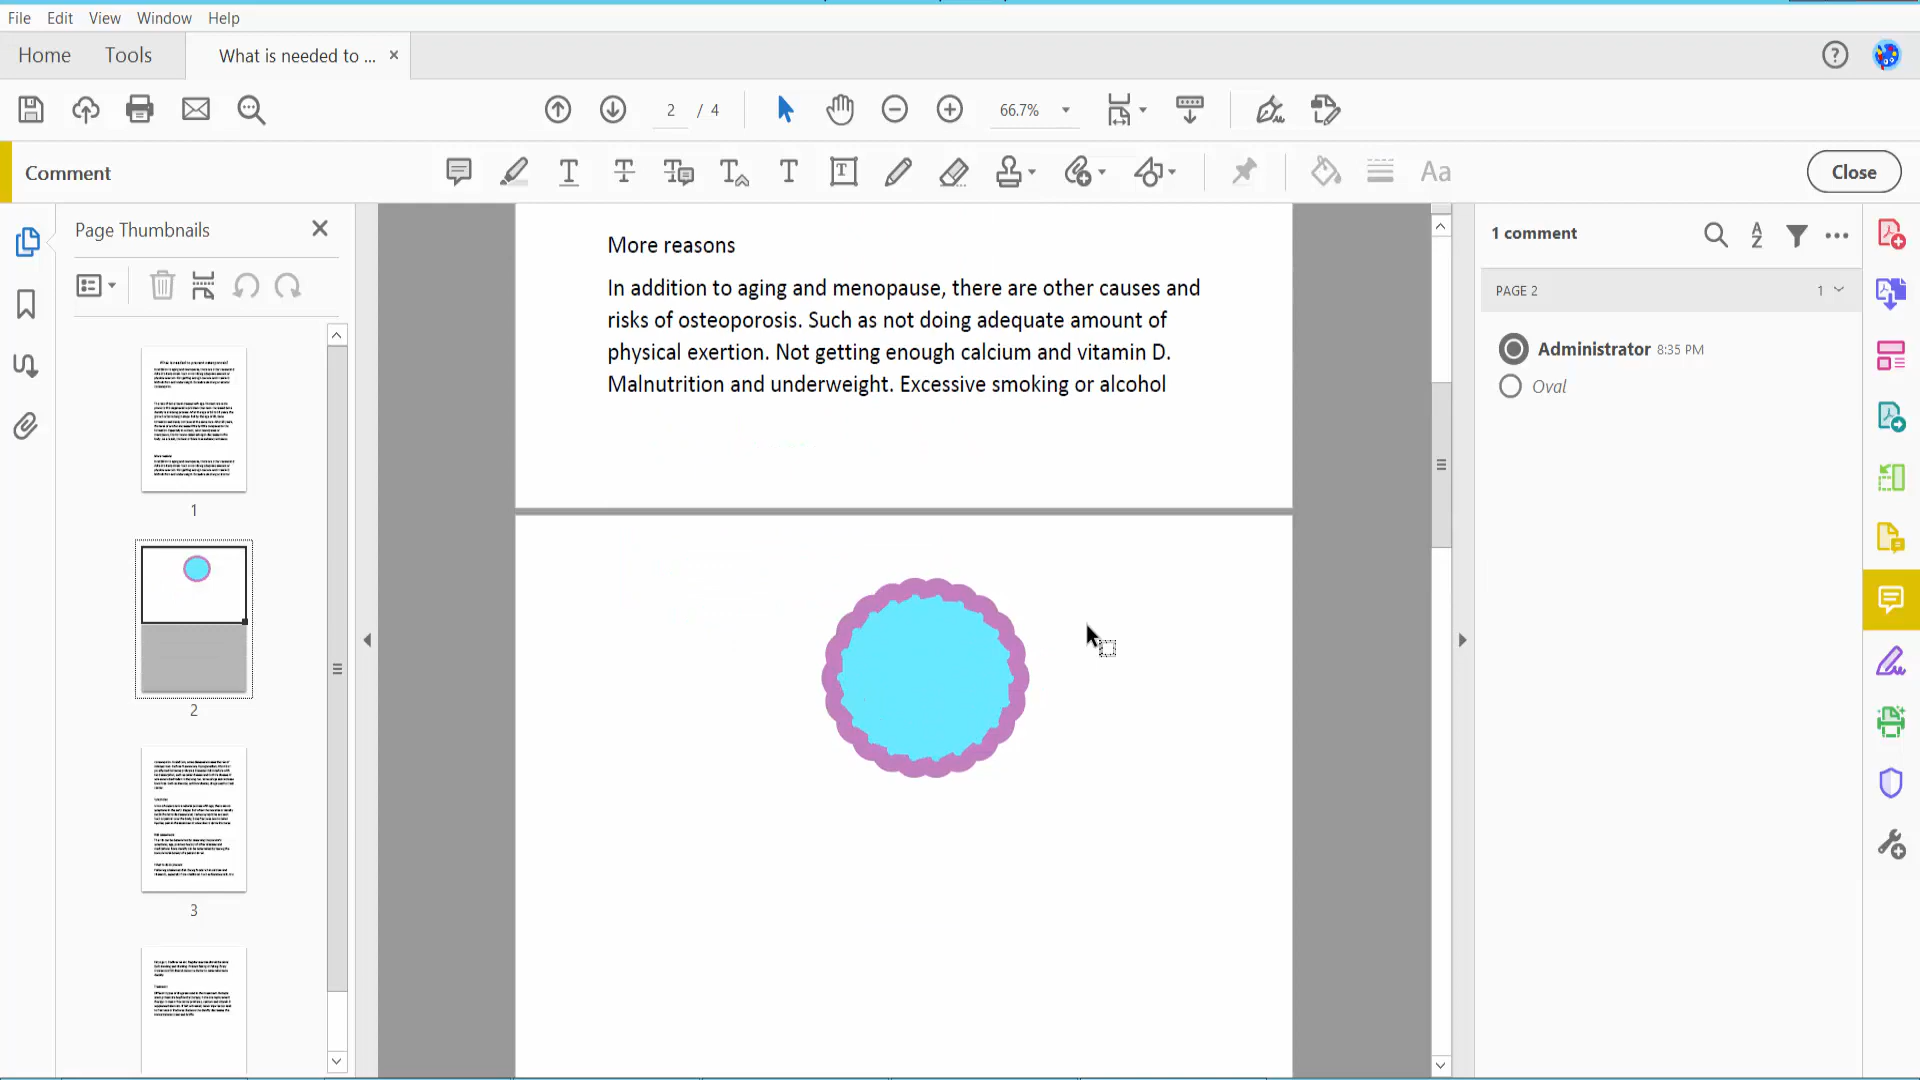 File Edit View Window Help
Home Tools What is needed to ... ×
2 / 4 66.7%
Comment Close
Page Thumbnails
1
2
3
More reasons
In addition to aging and menopause, there are other causes and
risks of osteoporosis. Such as not doing adequate amount of
physical exertion. Not getting enough calcium and vitamin D.
Malnutrition and underweight. Excessive smoking or alcohol
1 comment
PAGE 2 1
Administrator 8:35 PM
Oval